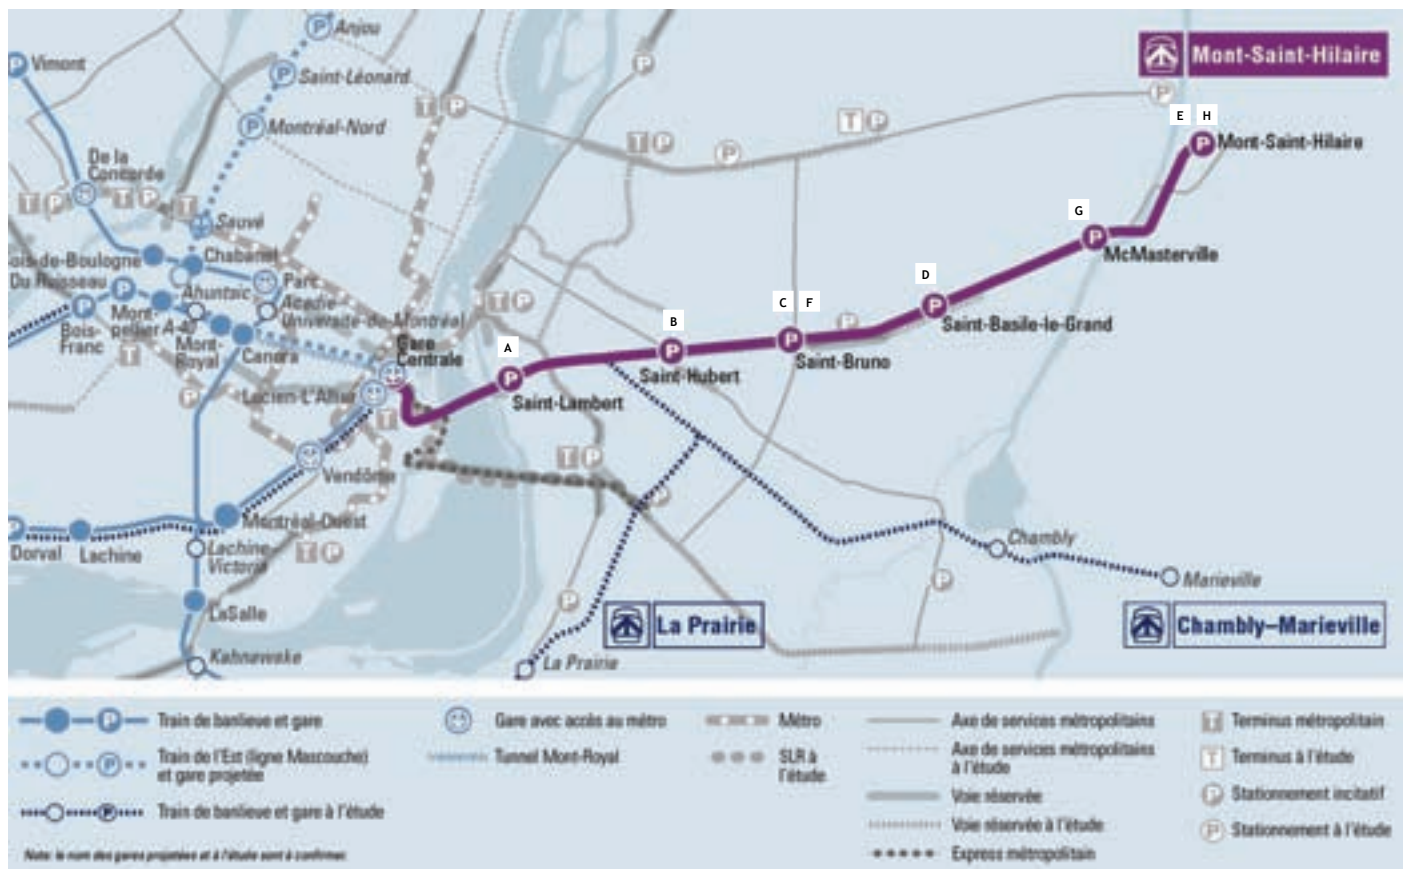 Anjou
Mont-Saint-Hilaire
Vimont
P
Saint-Léonard
P
T P
P
E H
Montréal-Nord
T P
P
Mont-Saint-Hilaire
De la
Concorde
T P
T P
T
Sauvé
G
McMasterville
ois-de-Boulogne
Chabanel
Du Ruisseau
Ahuntsic
Parc
D
Acadie
Université-de-Montréal
T P
C F
Saint-Basile-le-Grand
Mont-
pellier
A-40
Bois-
Franc
Mont-
Royal
Canora
Gare
Centrale
A
B
Saint-Bruno
Saint-Hubert
Lucien-L'Allier
Saint-Lambert
T
Vendôme
T P
P
Montréal-Ouest
Dorval
Lachine
Lachine-
Victoria
T P
Chambly
Marieville
LaSalle
P
La Prairie
Chambly–Marieville
Kahnawake
La Prairie
Train de banlieue et gare
Gare avec accès au métro
Métro
Axe de services métropolitains
T Terminus métropolitain
Train de l'Est (ligne Mascouche)
et gare projetée
Tunnel Mont-Royal
SLR à
l'étude
Axe de services métropolitains
à l'étude
T Terminus à l'étude
Voie réservée
P Stationnement incitatif
Train de banlieue et gare à l'étude
Voie réservée à l'étude
P Stationnement à l'étude
Express métropolitain
Note: le nom des gares projetées et à l'étude sont à confirmer.